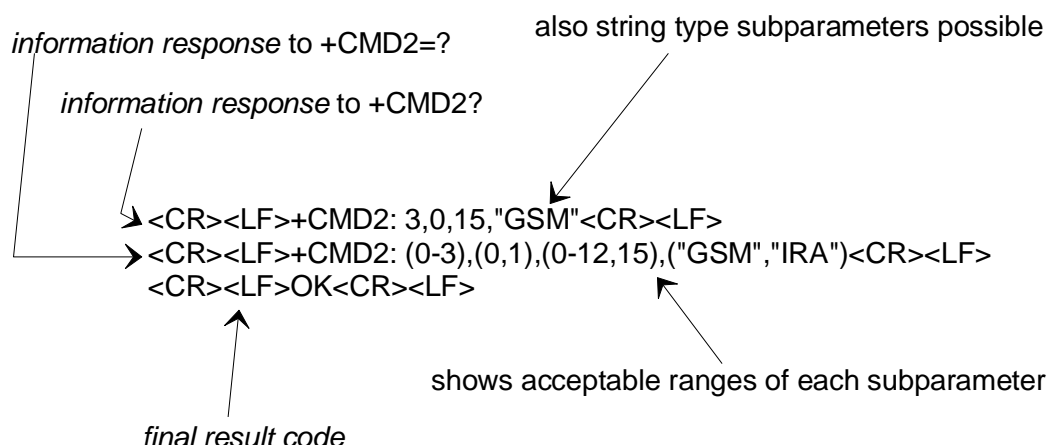 also string type subparameters possible
information response to +CMD2=?
information response to +CMD2?
<CR><LF>+CMD2: 3,0,15,"GSM"<CR><LF>
<CR><LF>+CMD2: (0-3),(0,1),(0-12,15),("GSM","IRA")<CR><LF>
<CR><LF>OK<CR><LF>
shows acceptable ranges of each subparameter
final result code